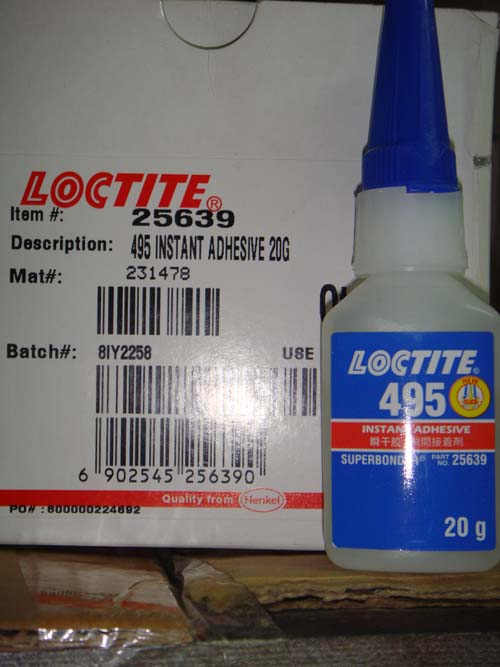 LOCTITE®
Item #: 25639
Description: 495 INSTANT ADHESIVE 20G
Mat#: 231478
Batch#: 8IY2258 USE
6 902545 256390
Quality from Henkel
PO# : 600000224692
LOCTITE®
495
NEW
INSTANT ADHESIVE
SUPERBONDER® PART NO. 25639
20 g